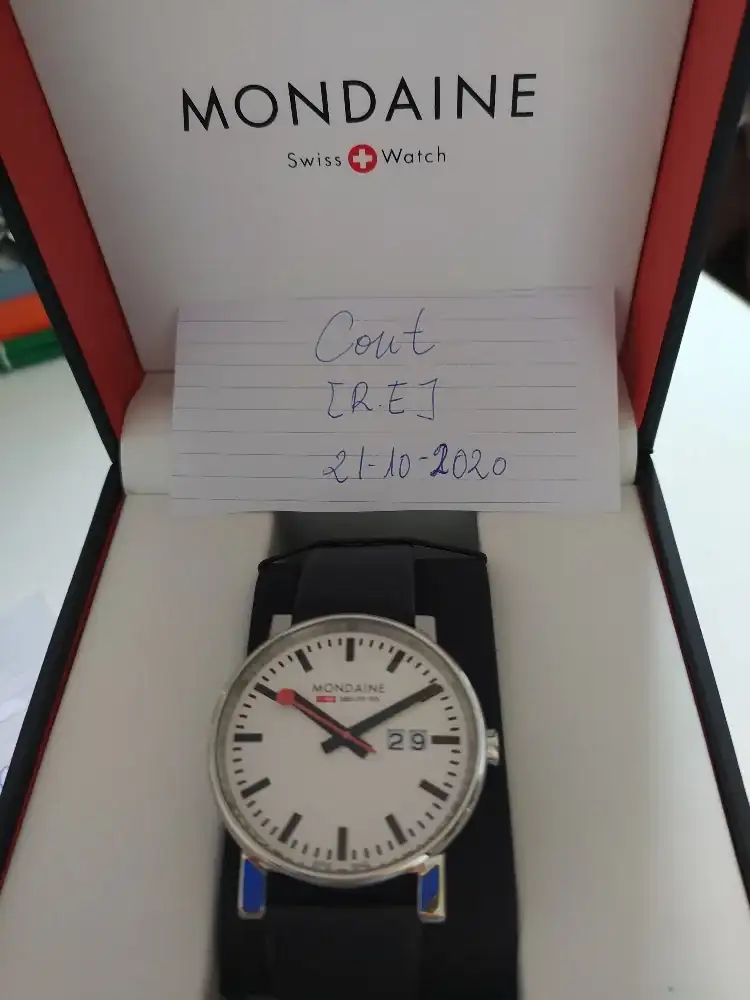 MONDAINE
Swiss Watch
Cout
[R.E]
21-10-2020
MONDAINE
29